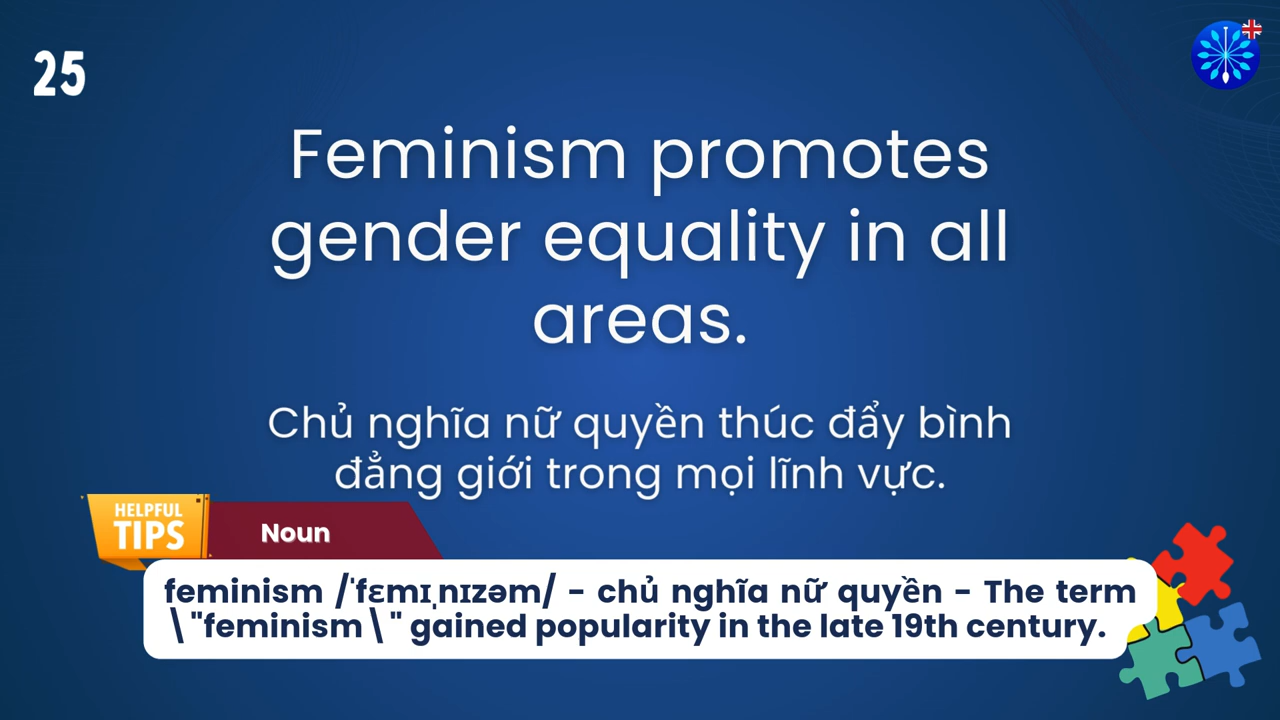 25
Feminism promotes
gender equality in all
areas.
Chủ nghĩa nữ quyền thúc đẩy bình
đẳng giới trong mọi lĩnh vực.
HELPFUL
TIPS
Noun
feminism /ˈfɛmɪˌnɪzəm/ - chủ nghĩa nữ quyền - The term
\"feminism\" gained popularity in the late 19th century.